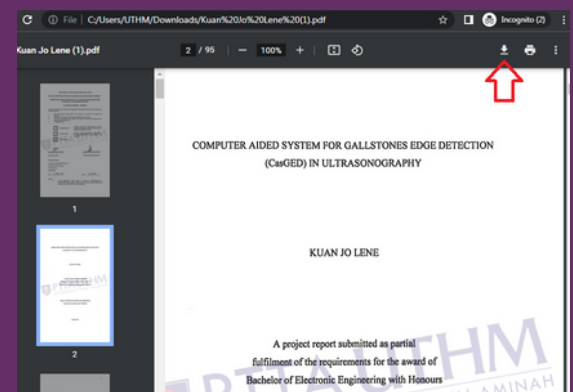 File | C:/Users/UTHM/Downloads/Kuan%20Jo%20Lene%20(1).pdf
Incognito (2)
Kuan Jo Lene (1).pdf
2 / 95
100%
COMPUTER AIDED SYSTEM FOR GALLSTONES EDGE DETECTION
(CasGED) IN ULTRASONOGRAPHY
1
KUAN JO LENE
A project report submitted as partial
fulfilment of the requirements for the award of
Bachelor of Electronic Engineering with Honours
2
PTTA UTHM
AMINAH